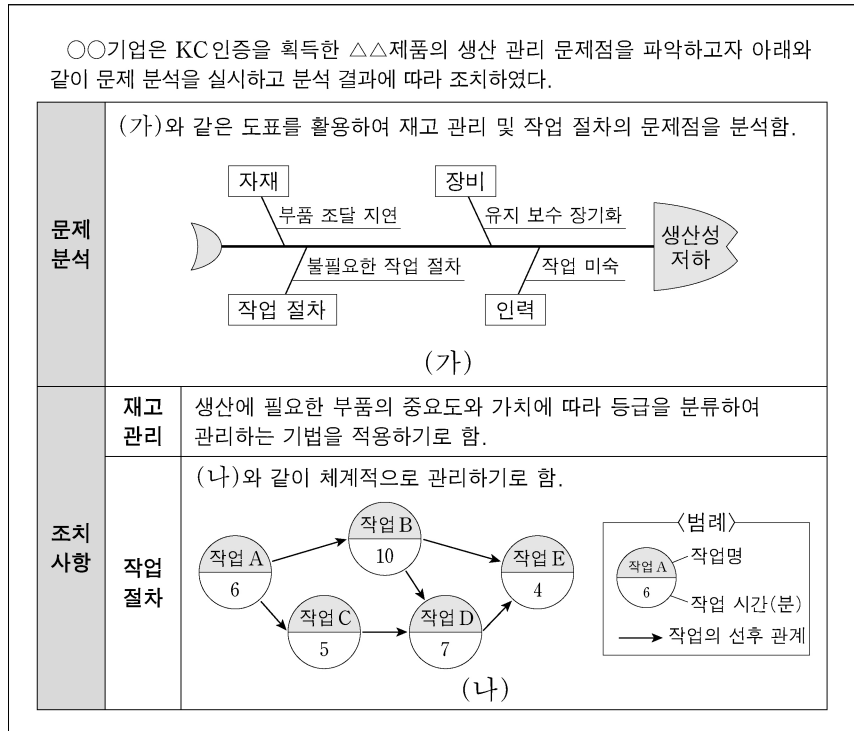 ○○기업은 KC인증을 획득한 △△제품의 생산 관리 문제점을 파악하고자 아래와
같이 문제 분석을 실시하고 분석 결과에 따라 조치하였다.
문제
분석
(가)와 같은 도표를 활용하여 재고 관리 및 작업 절차의 문제점을 분석함.
자재
장비
부품 조달 지연
유지 보수 장기화
생산성
저하
불필요한 작업 절차
작업 미숙
작업 절차
인력
(가)
조치
사항
재고
관리
생산에 필요한 부품의 중요도와 가치에 따라 등급을 분류하여
관리하는 기법을 적용하기로 함.
작업
절차
(나)와 같이 체계적으로 관리하기로 함.
작업 A
6
작업 B
10
작업 C
5
작업 D
7
작업 E
4
〈범례〉
작업 A
6
작업명
작업 시간(분)
작업의 선후 관계
(나)